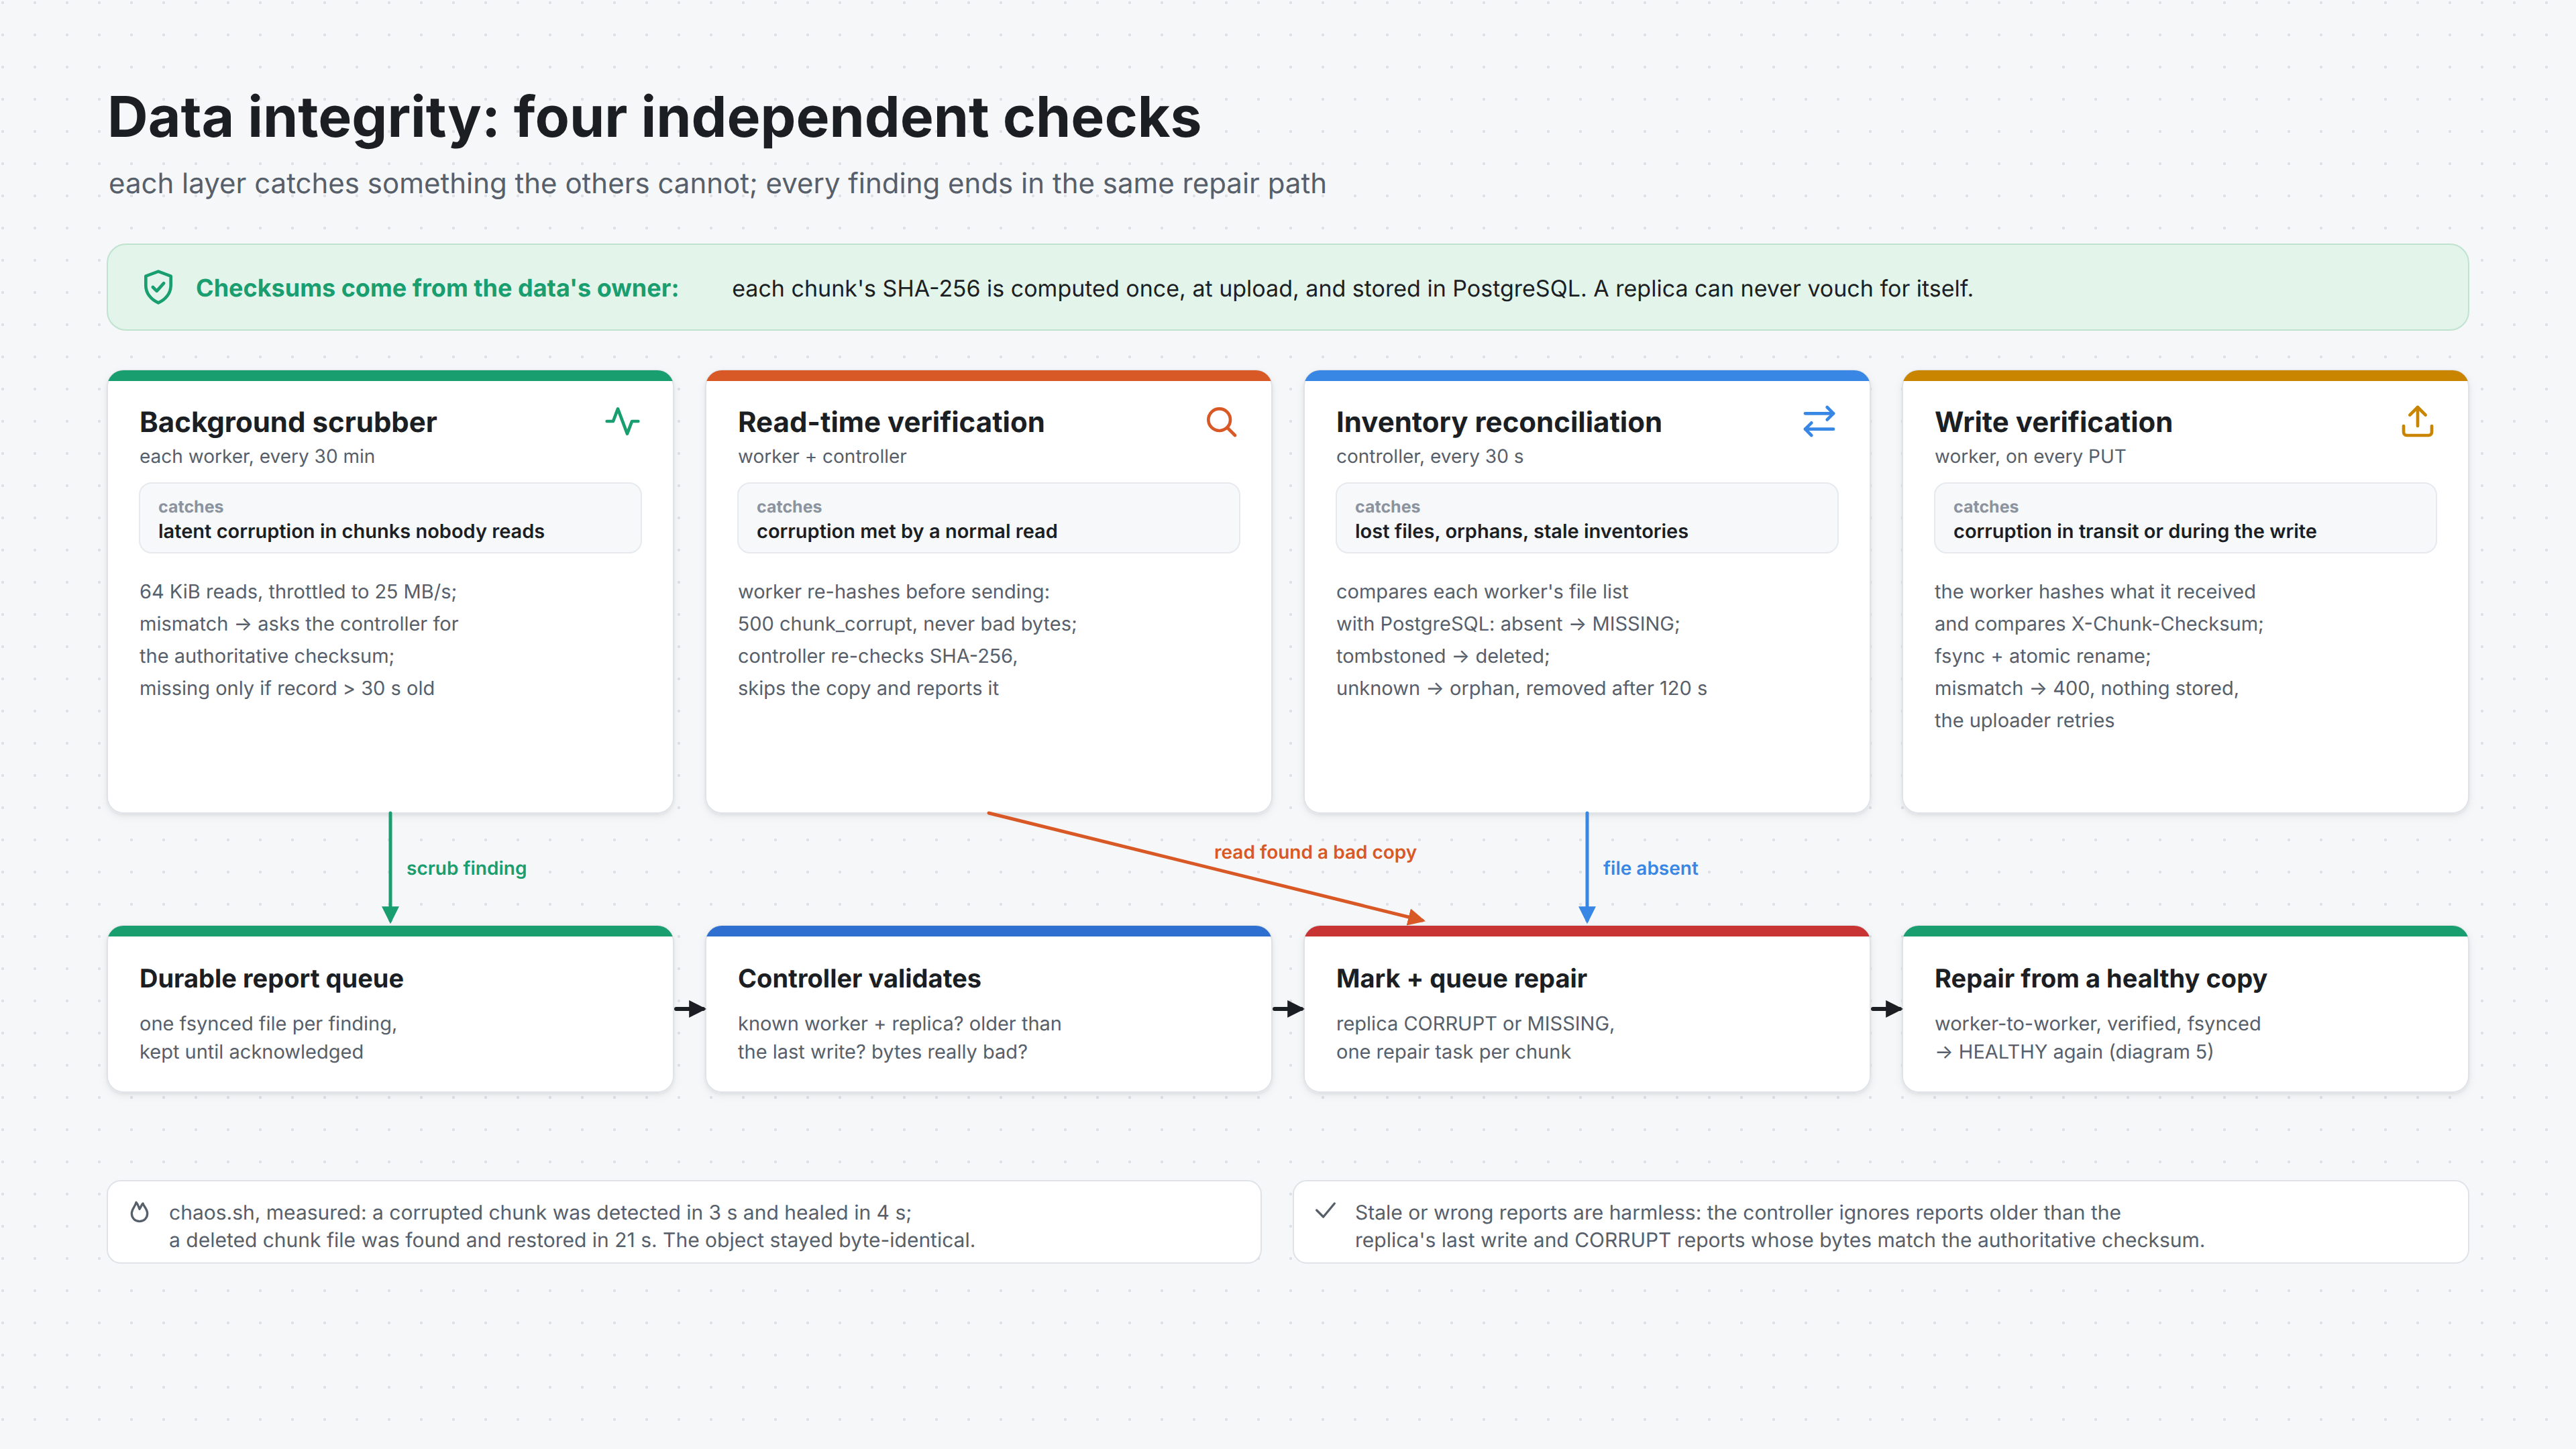 Data integrity: four independent checks
each layer catches something the others cannot; every finding ends in the same repair path
Checksums come from the data's owner: each chunk's SHA-256 is computed once, at upload, and stored in PostgreSQL. A replica can never vouch for itself.
Background scrubber
each worker, every 30 min
catches
latent corruption in chunks nobody reads
64 KiB reads, throttled to 25 MB/s;
mismatch → asks the controller for
the authoritative checksum;
missing only if record > 30 s old
Read-time verification
worker + controller
catches
corruption met by a normal read
worker re-hashes before sending:
500 chunk_corrupt, never bad bytes;
controller re-checks SHA-256,
skips the copy and reports it
Inventory reconciliation
controller, every 30 s
catches
lost files, orphans, stale inventories
compares each worker's file list
with PostgreSQL: absent → MISSING;
tombstoned → deleted;
unknown → orphan, removed after 120 s
Write verification
worker, on every PUT
catches
corruption in transit or during the write
the worker hashes what it received
and compares X-Chunk-Checksum;
fsync + atomic rename;
mismatch → 400, nothing stored,
the uploader retries
scrub finding
read found a bad copy
file absent
Durable report queue
one fsynced file per finding,
kept until acknowledged
Controller validates
known worker + replica? older than
the last write? bytes really bad?
Mark + queue repair
replica CORRUPT or MISSING,
one repair task per chunk
Repair from a healthy copy
worker-to-worker, verified, fsynced
→ HEALTHY again (diagram 5)
chaos.sh, measured: a corrupted chunk was detected in 3 s and healed in 4 s;
a deleted chunk file was found and restored in 21 s. The object stayed byte-identical.
Stale or wrong reports are harmless: the controller ignores reports older than the
replica's last write and CORRUPT reports whose bytes match the authoritative checksum.